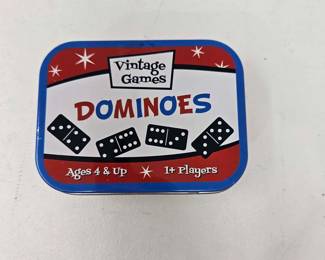 Vintage
Games
DOMINOES
Ages 4 & Up
1+ Players